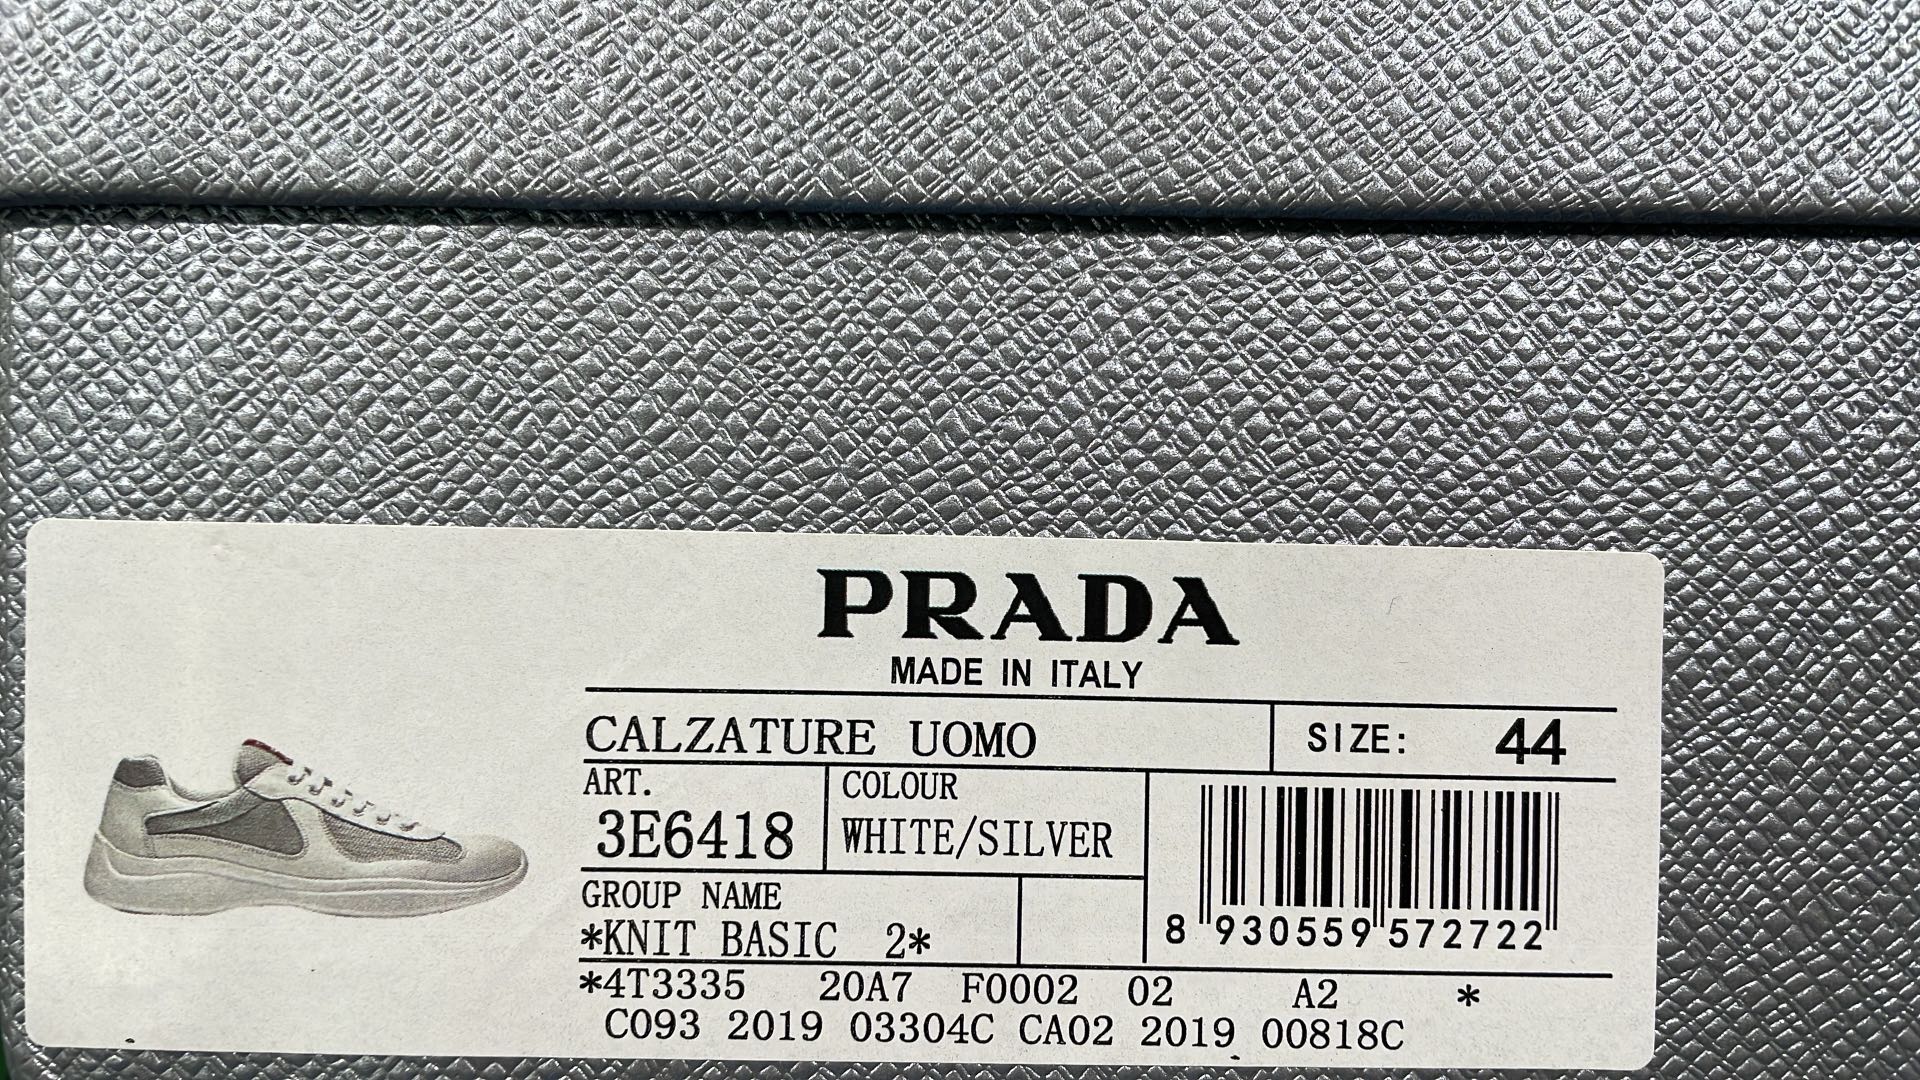 PRADA
MADE IN ITALY
CALZATURE UOMO
SIZE: 44
ART.
3E6418
COLOUR
WHITE/SILVER
GROUP NAME
*KNIT BASIC 2*
8 930559 572722
*4T3335 20A7 F0002 02 A2 *
C093 2019 03304C CA02 2019 00818C